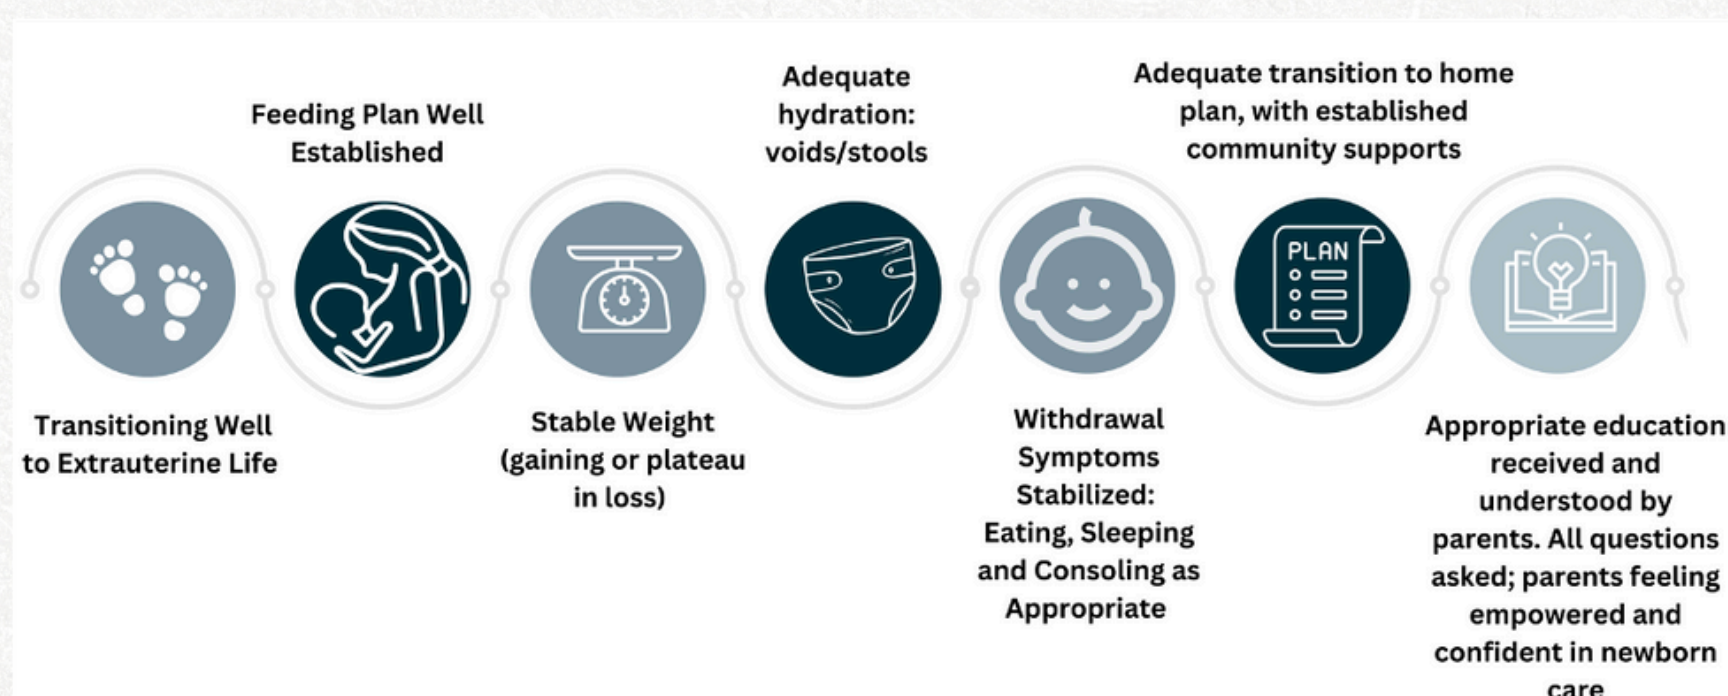 Transitioning Well
to Extrauterine Life
Feeding Plan Well
Established
Stable Weight
(gaining or plateau
in loss)
Adequate
hydration:
voids/stools
Withdrawal
Symptoms
Stabilized:
Eating, Sleeping
and Consoling as
Appropriate
Adequate transition to home
plan, with established
community supports
PLAN
Appropriate education
received and
understood by
parents. All questions
asked; parents feeling
empowered and
confident in newborn
care